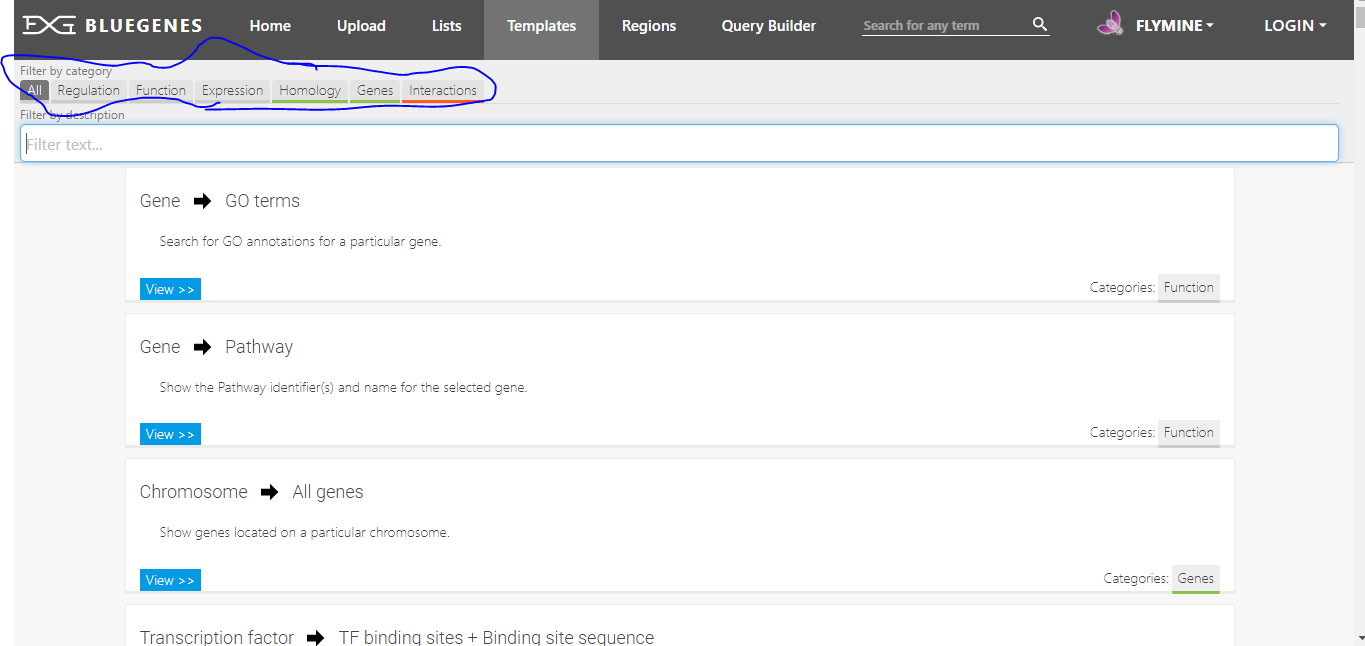 BLUEGENES Home Upload Lists Templates Regions Query Builder Search for any term FLYMINE LOGIN
Filter by category
All Regulation Function Expression Homology Genes Interactions
Filter by description
Filter text...
Gene GO terms
Search for GO annotations for a particular gene.
View >> Categories: Function
Gene Pathway
Show the Pathway identifier(s) and name for the selected gene.
View >> Categories: Function
Chromosome All genes
Show genes located on a particular chromosome.
View >> Categories: Genes
Transcription factor TF binding sites + Binding site sequence